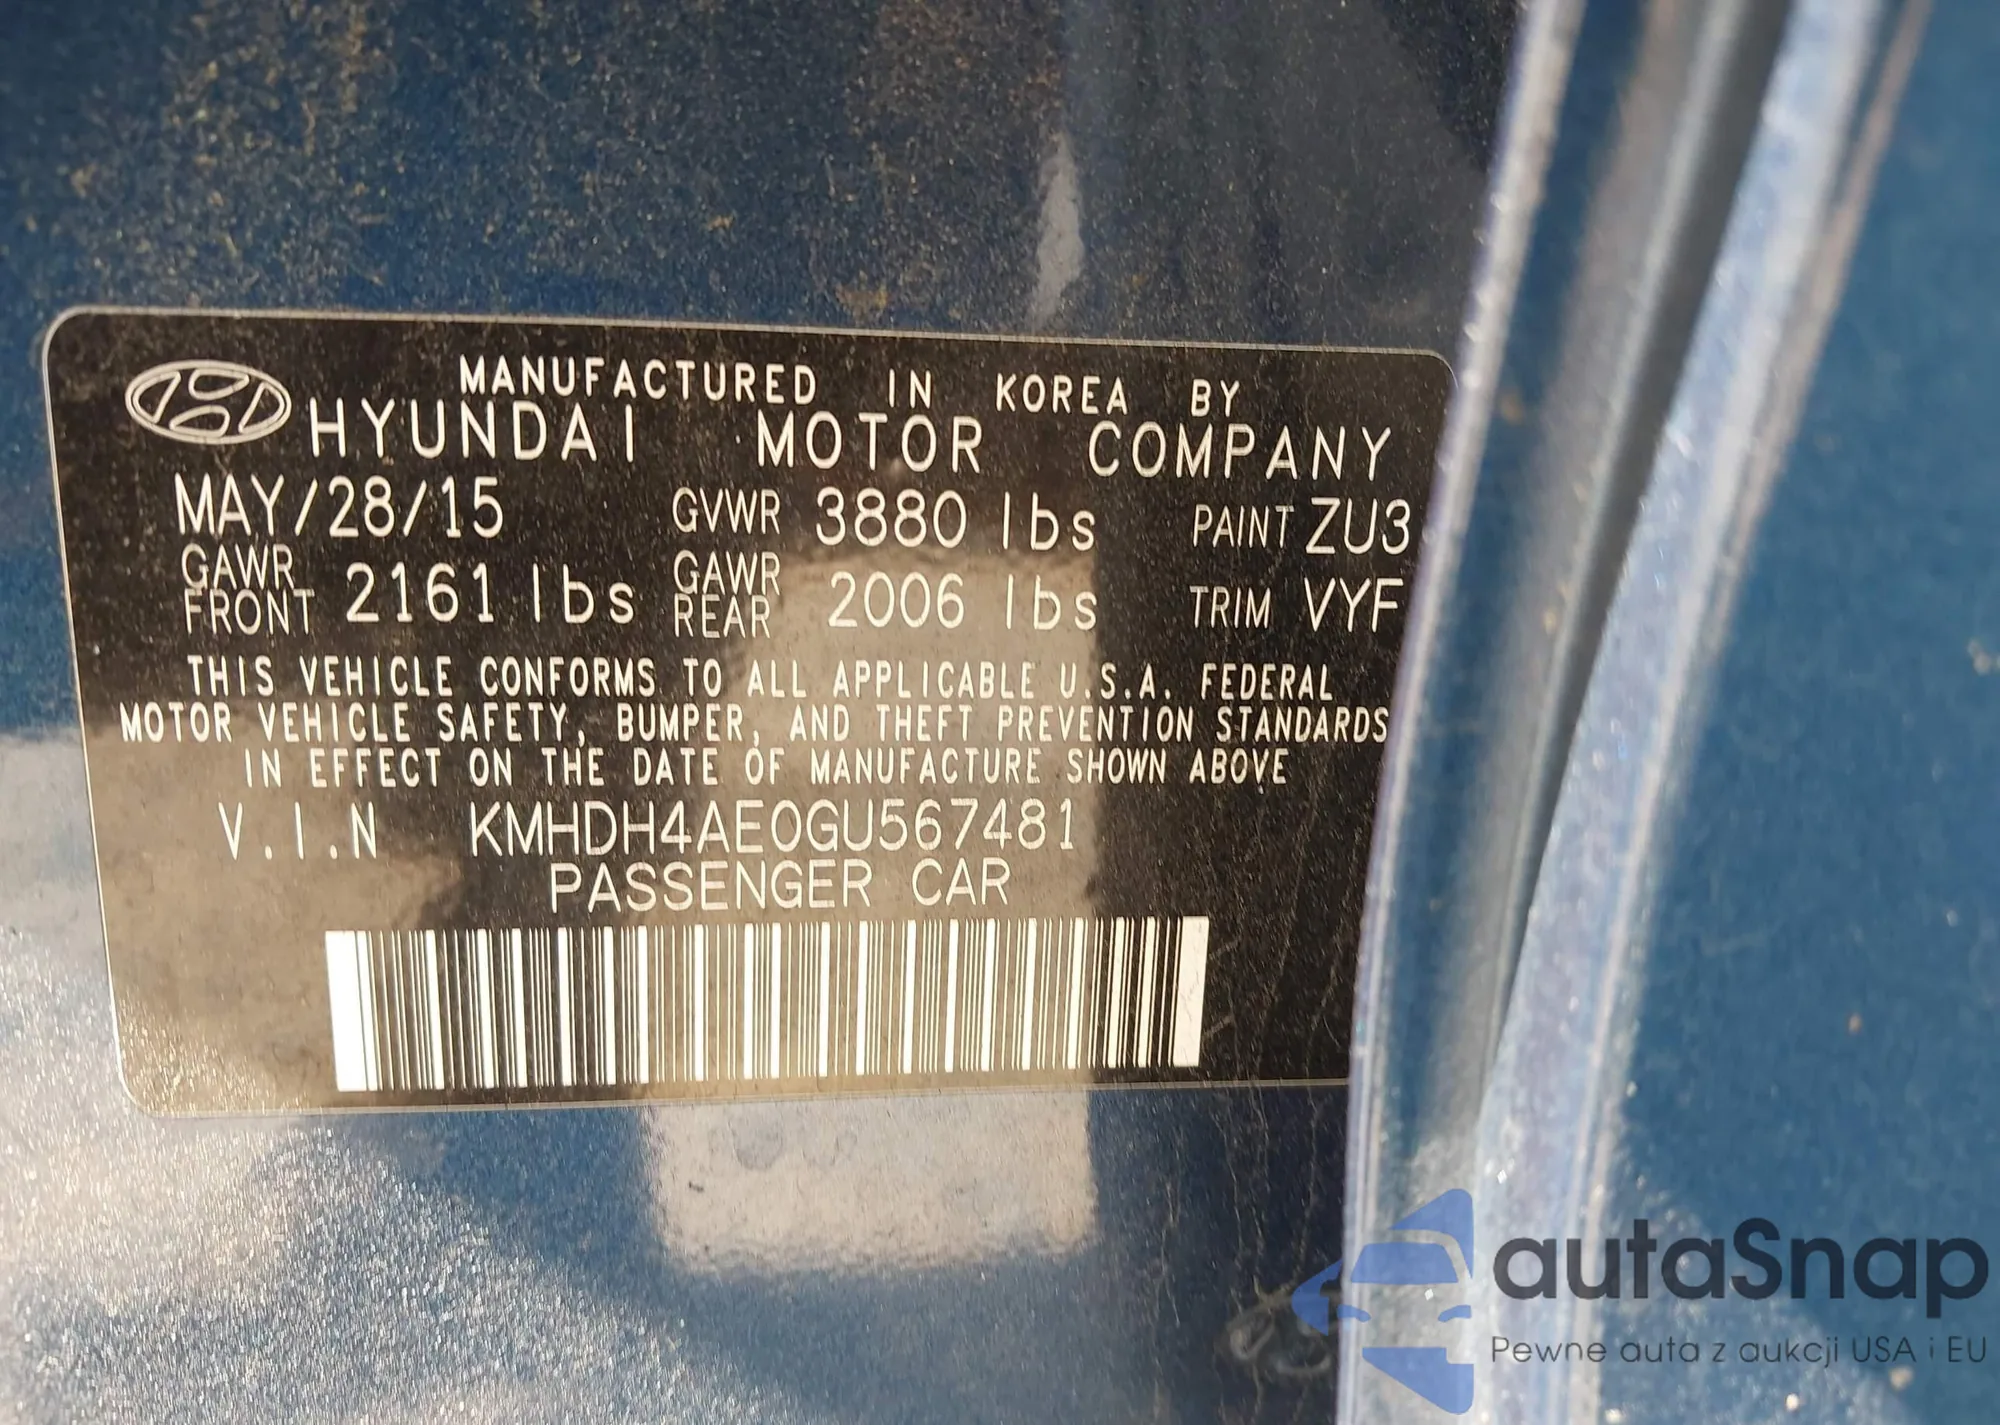 MANUFACTURED IN KOREA BY
HYUNDAI MOTOR COMPANY
MAY/28/15 GVWR 3880 lbs PAINT ZU3
GAWR FRONT 2161 lbs GAWR REAR 2006 lbs TRIM VYF
THIS VEHICLE CONFORMS TO ALL APPLICABLE U.S.A. FEDERAL
MOTOR VEHICLE SAFETY, BUMPER, AND THEFT PREVENTION STANDARDS
IN EFFECT ON THE DATE OF MANUFACTURE SHOWN ABOVE
V.I.N KMHDH4AE0GU567481
PASSENGER CAR
autaSnap
Pewne auta z aukcji USA i EU